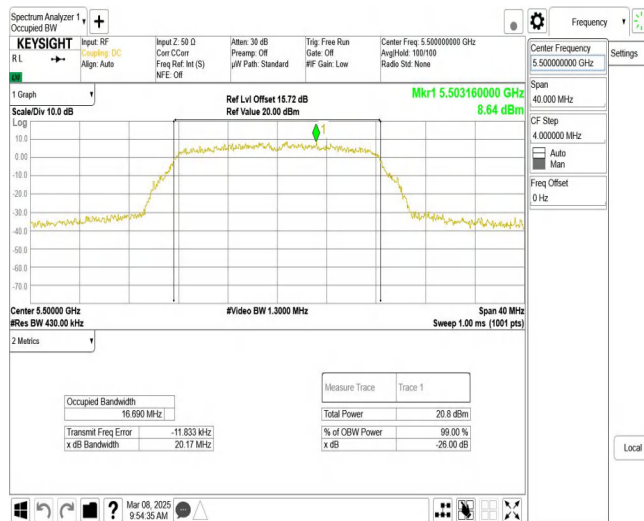 Spectrum Analyzer 1
Occupied BW
Frequency
KEYSIGHT
R L
Input: RF
Coupling: DC
Align: Auto
Input Z: 50 Ω
Corr CCorr
Freq Ref: Int (S)
NFE: Off
Atten: 30 dB
Preamp: Off
µW Path: Standard
Trig: Free Run
Gate: Off
#IF Gain: Low
Center Freq: 5.500000000 GHz
Avg|Hold: 100/100
Radio Std: None
Center Frequency
5.500000000 GHz
Settings
Span
40.000 MHz
CF Step
4.000000 MHz
Auto
Man
Freq Offset
0 Hz
1 Graph
Scale/Div 10.0 dB
Ref Lvl Offset 15.72 dB
Ref Value 20.00 dBm
Mkr1 5.503160000 GHz
8.64 dBm
Log
1
10.0
0.00
-10.0
-20.0
-30.0
-40.0
-50.0
-60.0
-70.0
Center 5.50000 GHz
#Res BW 430.00 kHz
#Video BW 1.3000 MHz
Span 40 MHz
Sweep 1.00 ms (1001 pts)
2 Metrics
Occupied Bandwidth
16.690 MHz
Transmit Freq Error -11.833 kHz
x dB Bandwidth 20.17 MHz
Measure Trace Trace 1
Total Power 20.8 dBm
% of OBW Power 99.00 %
x dB -26.00 dB
Local
Mar 08, 2025
9:54:35 AM